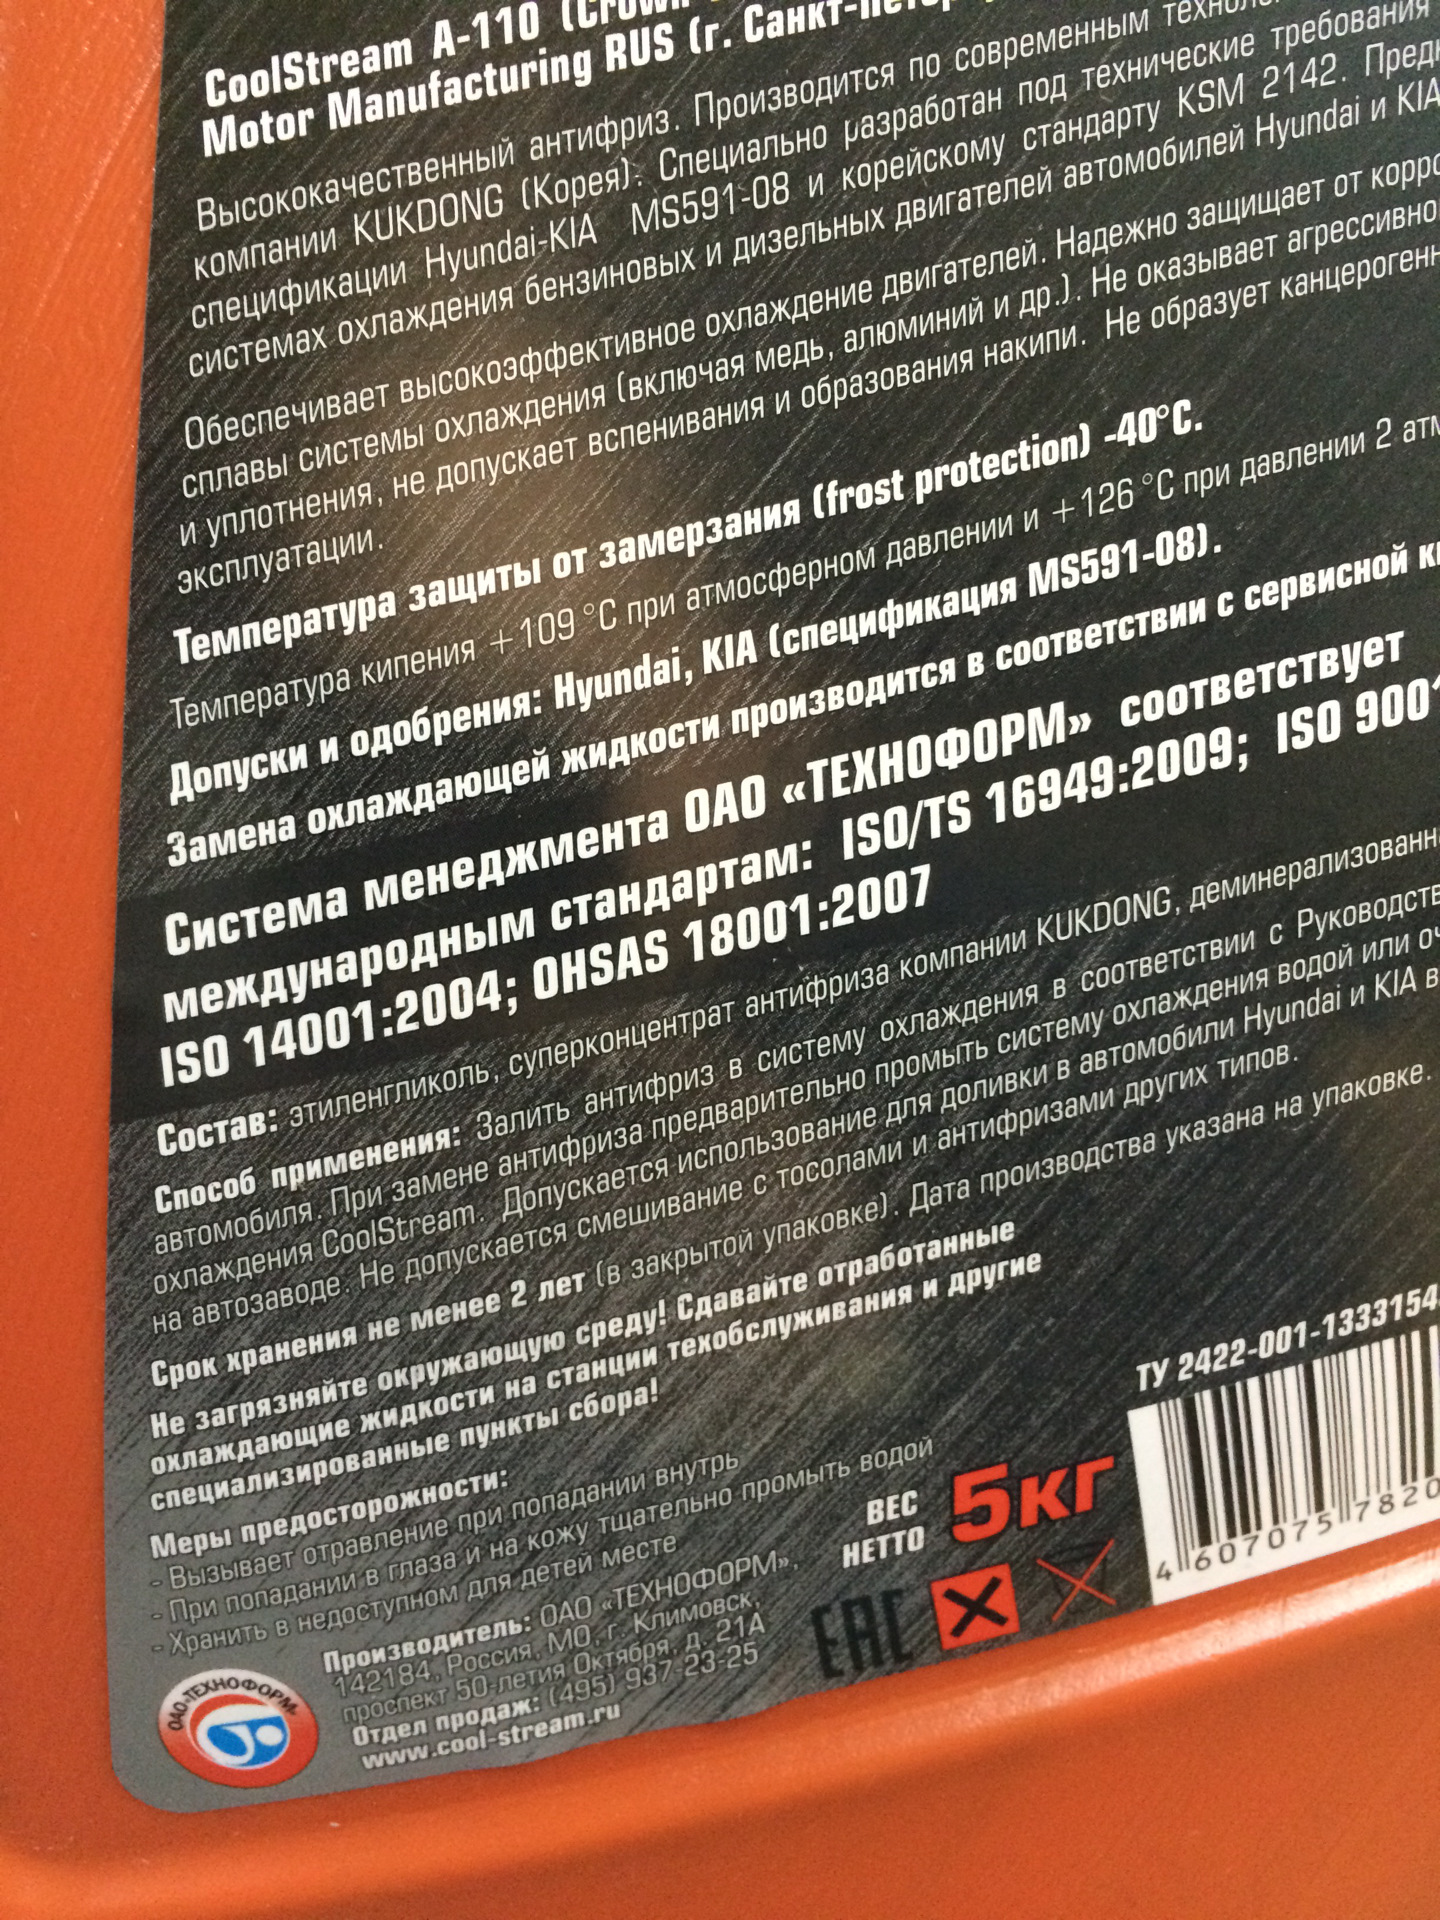 CoolStream A-110 (Crown
Motor Manufacturing RUS (г.
Высококачественный антифриз. Производится по современным
компании KUKDONG (Корея). Специально разработан под технические требования
спецификации Hyundai-KIA MS591-08 и корейскому стандарту KSM 2142.
системах охлаждения бензиновых и дизельных двигателей автомобилей Hyundai и KIA
Обеспечивает высокоэффективное охлаждение двигателей. Надежно защищает от
сплавы системы охлаждения (включая медь, алюминий и др.). Не оказывает
и уплотнения, не допускает вспенивания и образования накипи. Не образует
эксплуатации.
Температура защиты от замерзания (frost protection) -40°C.
Температура кипения +109 °C при атмосферном давлении и +126 °C при давлении 2
Допуски и одобрения: Hyundai, KIA (спецификация MS591-08).
Замена охлаждающей жидкости производится в соответствии с сервисной
Система менеджмента ОАО «ТЕХНОФОРМ» соответствует
международным стандартам: ISO/TS 16949:2009; ISO 9001
ISO 14001:2004; OHSAS 18001:2007
Состав: этиленгликоль, суперконцентрат антифриза компании KUKDONG,
Способ применения: Залить антифриз в систему охлаждения в соответствии с
автомобиля. При замене антифриза предварительно промыть систему охлаждения водой или
охлаждения CoolStream. Допускается использование для доливки в автомобили Hyundai и KIA в
на автозаводе. Не допускается смешивание с тосолами и антифризами других типов.
Срок хранения не менее 2 лет (в закрытой упаковке). Дата производства указана на упаковке.
Не загрязняйте окружающую среду! Сдавайте отработанные
охлаждающие жидкости на станции техобслуживания и другие
специализированные пункты сбора!
Меры предосторожности:
- Вызывает отравление при попадании внутрь
- При попадании в глаза и на кожу тщательно промыть водой
- Хранить в недоступном для детей месте
Производитель: ОАО «ТЕХНОФОРМ»,
142184, Россия, МО, г. Климовск,
проспект 50-летия Октября, д. 21А
Отдел продаж: (495) 937-23-25
www.cool-stream.ru
ОАО«ТЕХНОФОРМ»
ВЕС
НЕТТО
5кг
EAC
ТУ 2422-001-1333154
4 607075 7820